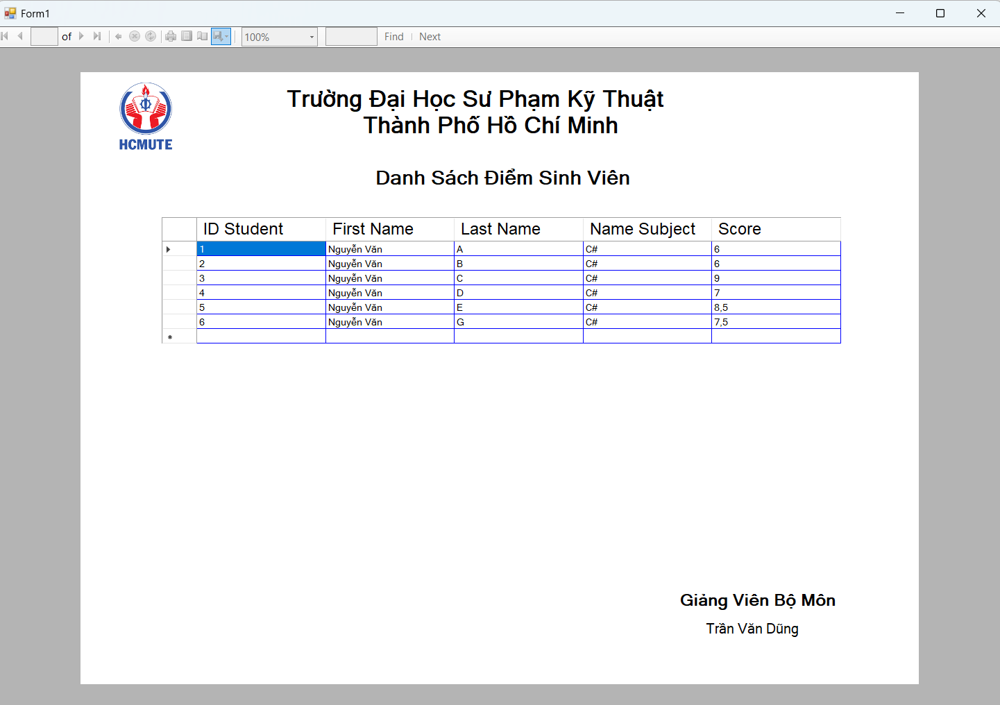 Form1
of 100% Find Next
HCMUTE
Trường Đại Học Sư Phạm Kỹ Thuật
Thành Phố Hồ Chí Minh
Danh Sách Điểm Sinh Viên
ID Student First Name Last Name Name Subject Score
1 Nguyễn Văn A C# 6
2 Nguyễn Văn B C# 6
3 Nguyễn Văn C C# 9
4 Nguyễn Văn D C# 7
5 Nguyễn Văn E C# 8,5
6 Nguyễn Văn G C# 7,5
Giảng Viên Bộ Môn
Trần Văn Dũng